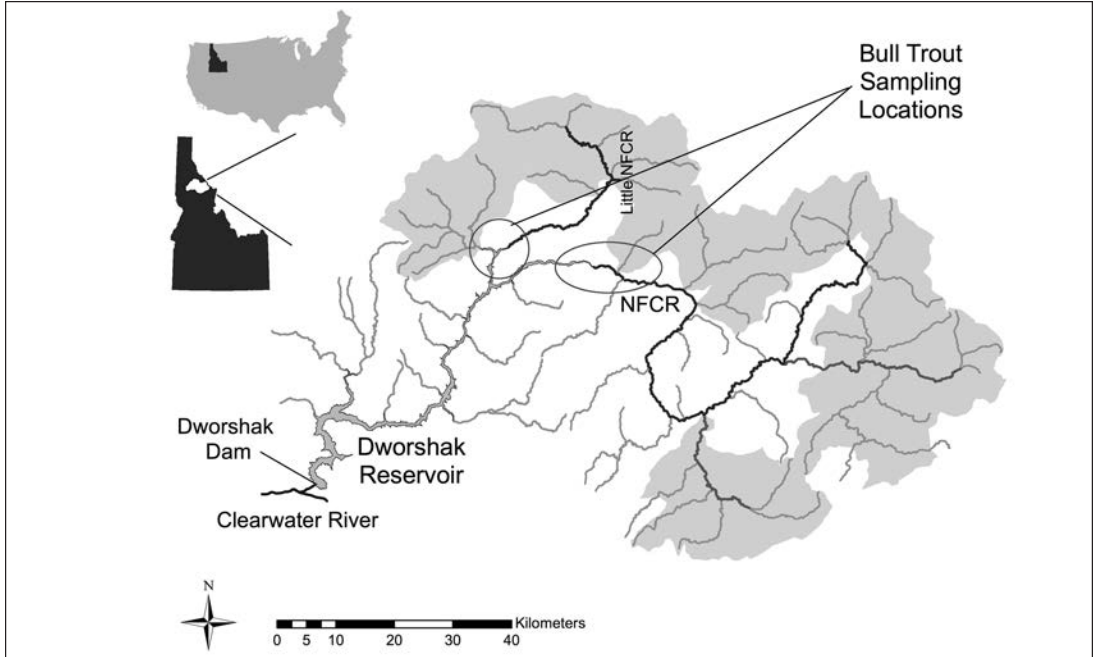 Bull Trout
Sampling
Locations
Little NFCR
NFCR
Dworshak
Dam
Dworshak
Reservoir
Clearwater River
N
Kilometers
0 5 10 20 30 40